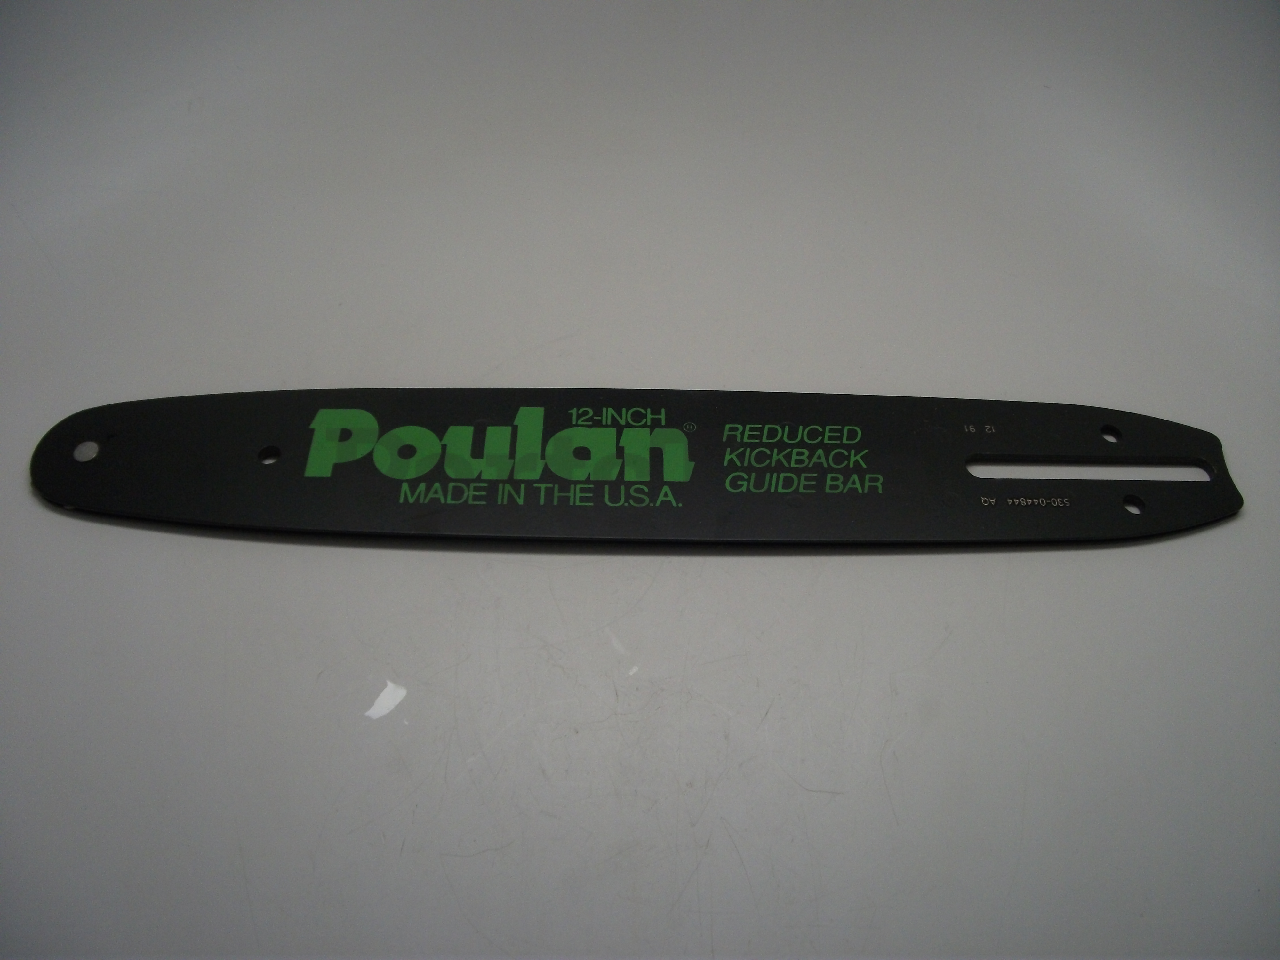 12-INCH
Poulan®
MADE IN THE U.S.A.
REDUCED
KICKBACK
GUIDE BAR
12 91
530-044844 AQ